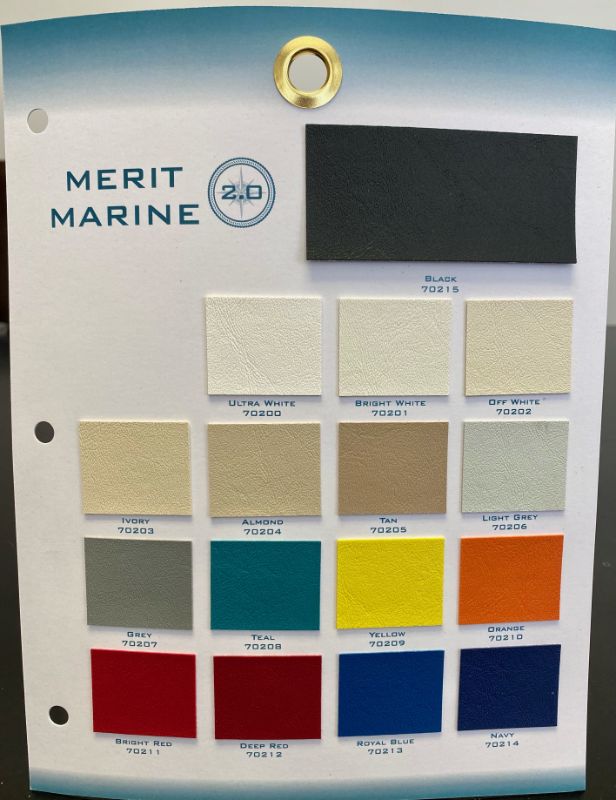 MERIT
MARINE
2.0
BLACK
70215
ULTRA WHITE
70200
BRIGHT WHITE
70201
OFF WHITE
70202
IVORY
70203
ALMOND
70204
TAN
70205
LIGHT GREY
70206
GREY
70207
TEAL
70208
YELLOW
70209
ORANGE
70210
BRIGHT RED
70211
DEEP RED
70212
ROYAL BLUE
70213
NAVY
70214